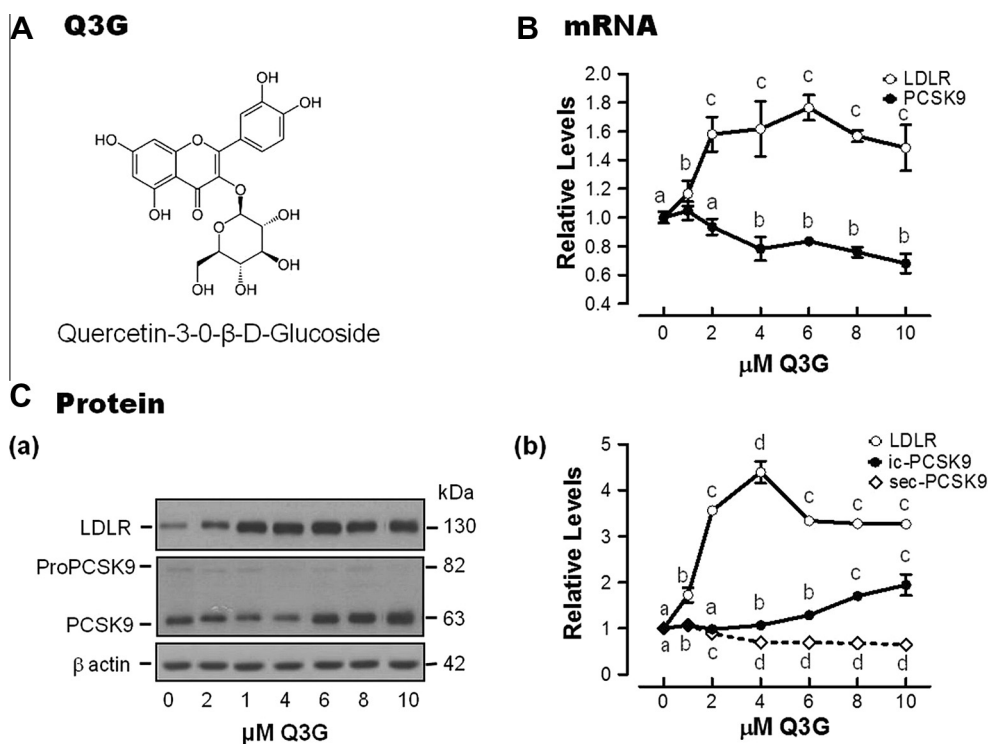 A Q3G
OH
OH
HO
O
OH
O
O
O
OH
OH
OH
OH
Quercetin-3-0-β-D-Glucoside
B mRNA
LDLR
PCSK9
Relative Levels
2.0
1.8
1.6
1.4
1.2
1.0
0.8
0.6
0.4
c c c c c
a b a b b b b
0 2 4 6 8 10
μM Q3G
C Protein
(a)
kDa
LDLR 130
ProPCSK9 82
PCSK9 63
β actin 42
0 2 1 4 6 8 10
μM Q3G
(b)
LDLR
ic-PCSK9
sec-PCSK9
Relative Levels
5
4
3
2
1
0
d
c c c c
b
a a b b c c
a b c d d d d
0 2 4 6 8 10
μM Q3G